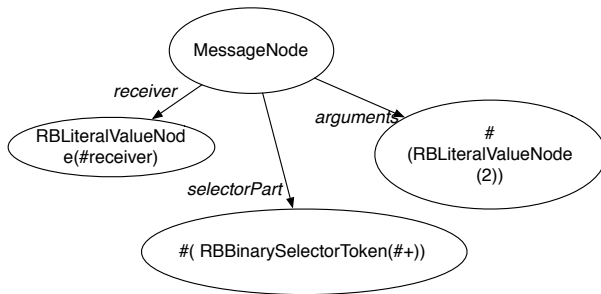 MessageNode
receiver
arguments
RBLiteralValueNod
e(#receiver)
#
(RBLiteralValueNode
(2))
selectorPart
#( RBBinarySelectorToken(#+))